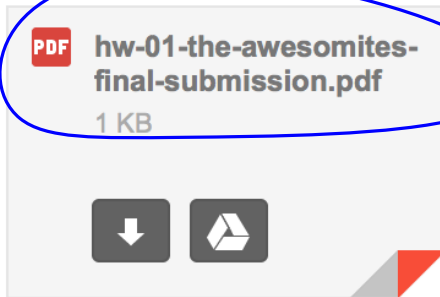 PDF hw-01-the-awesomites-
final-submission.pdf
1 KB